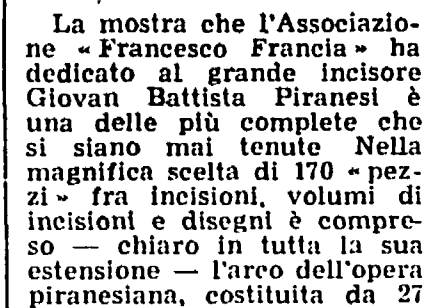 La mostra che l'Associazio-
ne « Francesco Francia » ha
dedicato al grande incisore
Giovan Battista Piranesi è
una delle più complete che
si siano mai tenute Nella
magnifica scelta di 170 « pez-
zi » fra incisioni, volumi di
incisioni e disegni è compre-
so — chiaro in tutta la sua
estensione — l'arco dell'opera
piranesiana, costituita da 27